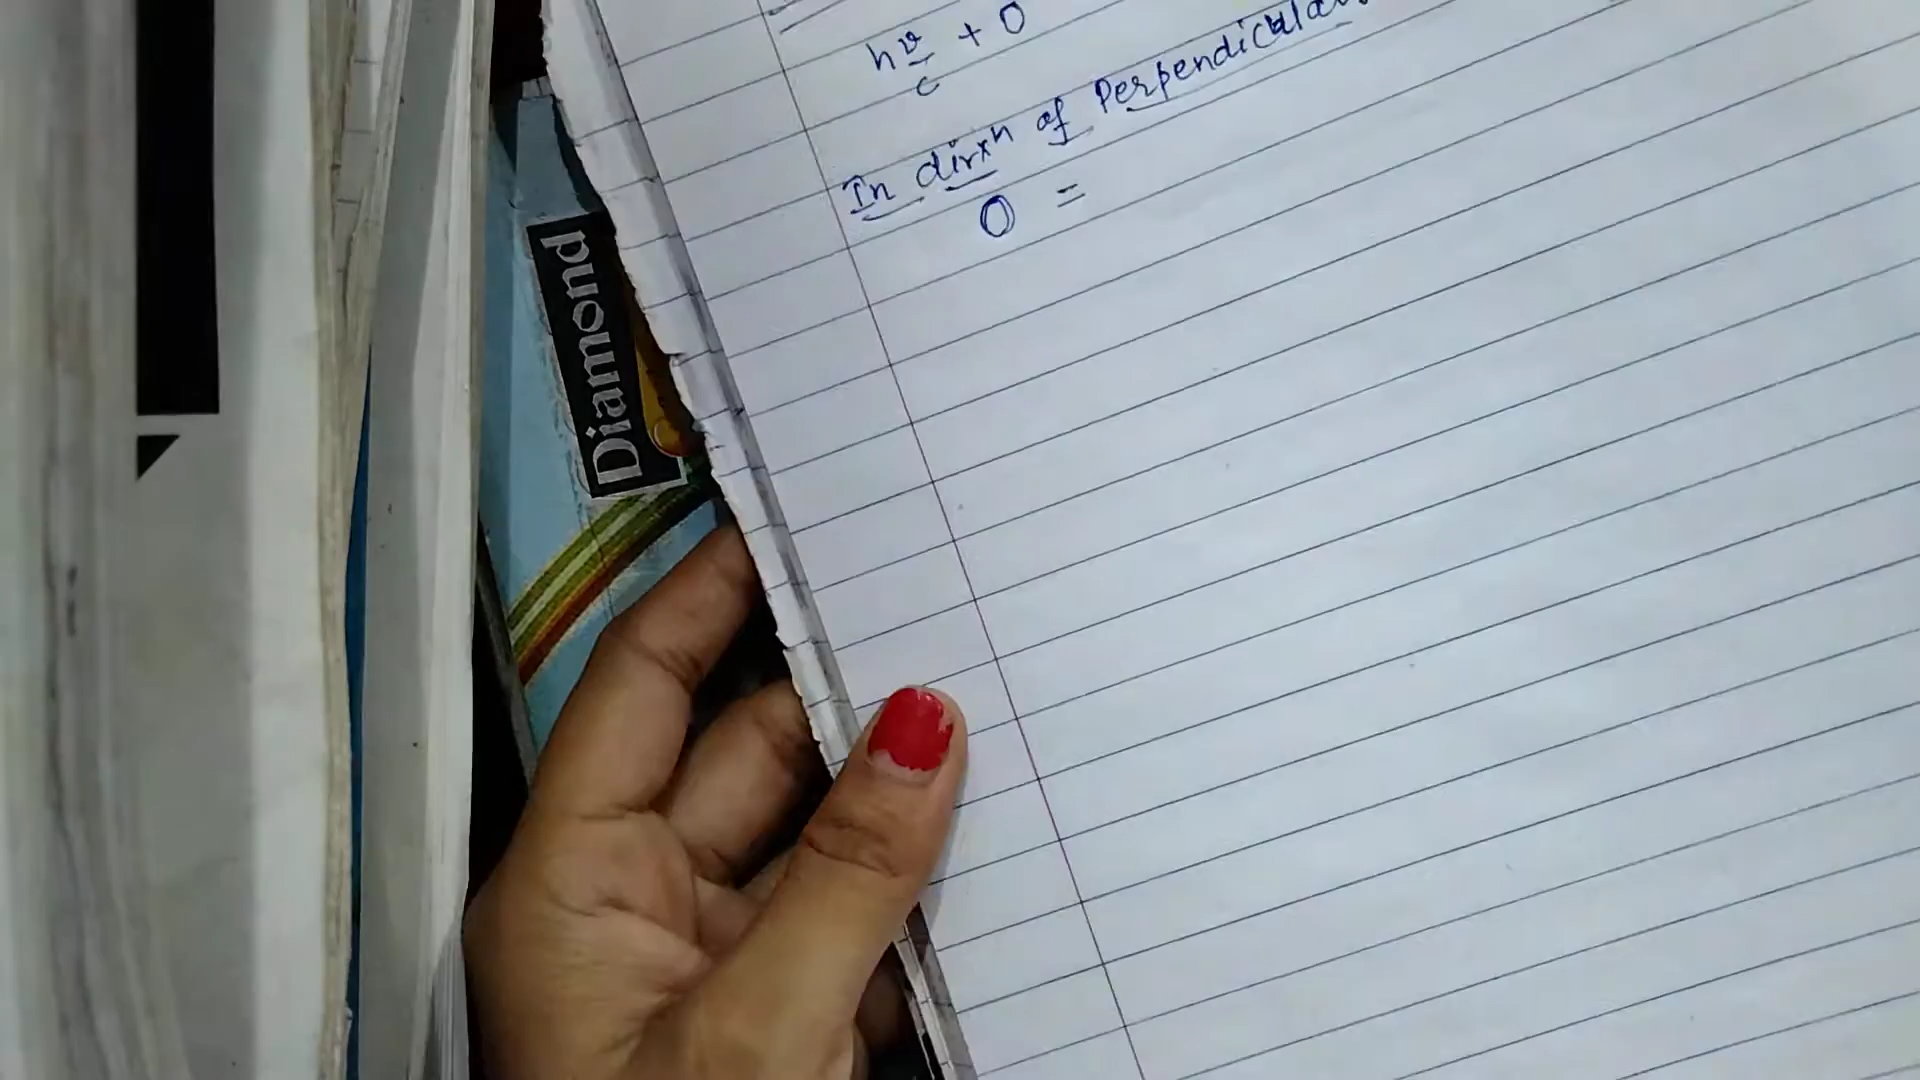 hν/c + 0
In dirxⁿ of Perpendicular
0 =
Diamond